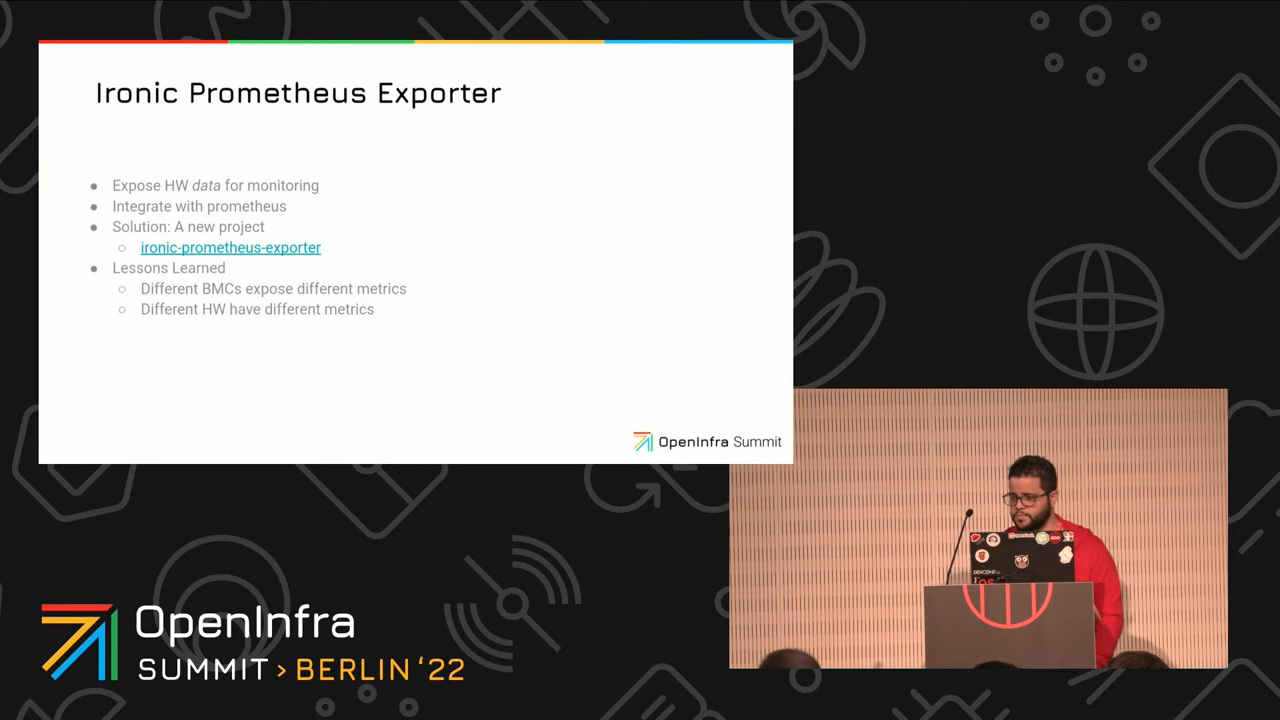 Ironic Prometheus Exporter
● Expose HW data for monitoring
● Integrate with prometheus
● Solution: A new project
○ ironic-prometheus-exporter
● Lessons Learned
○ Different BMCs expose different metrics
○ Different HW have different metrics
OpenInfra Summit
OpenInfra
SUMMIT > BERLIN ‘22